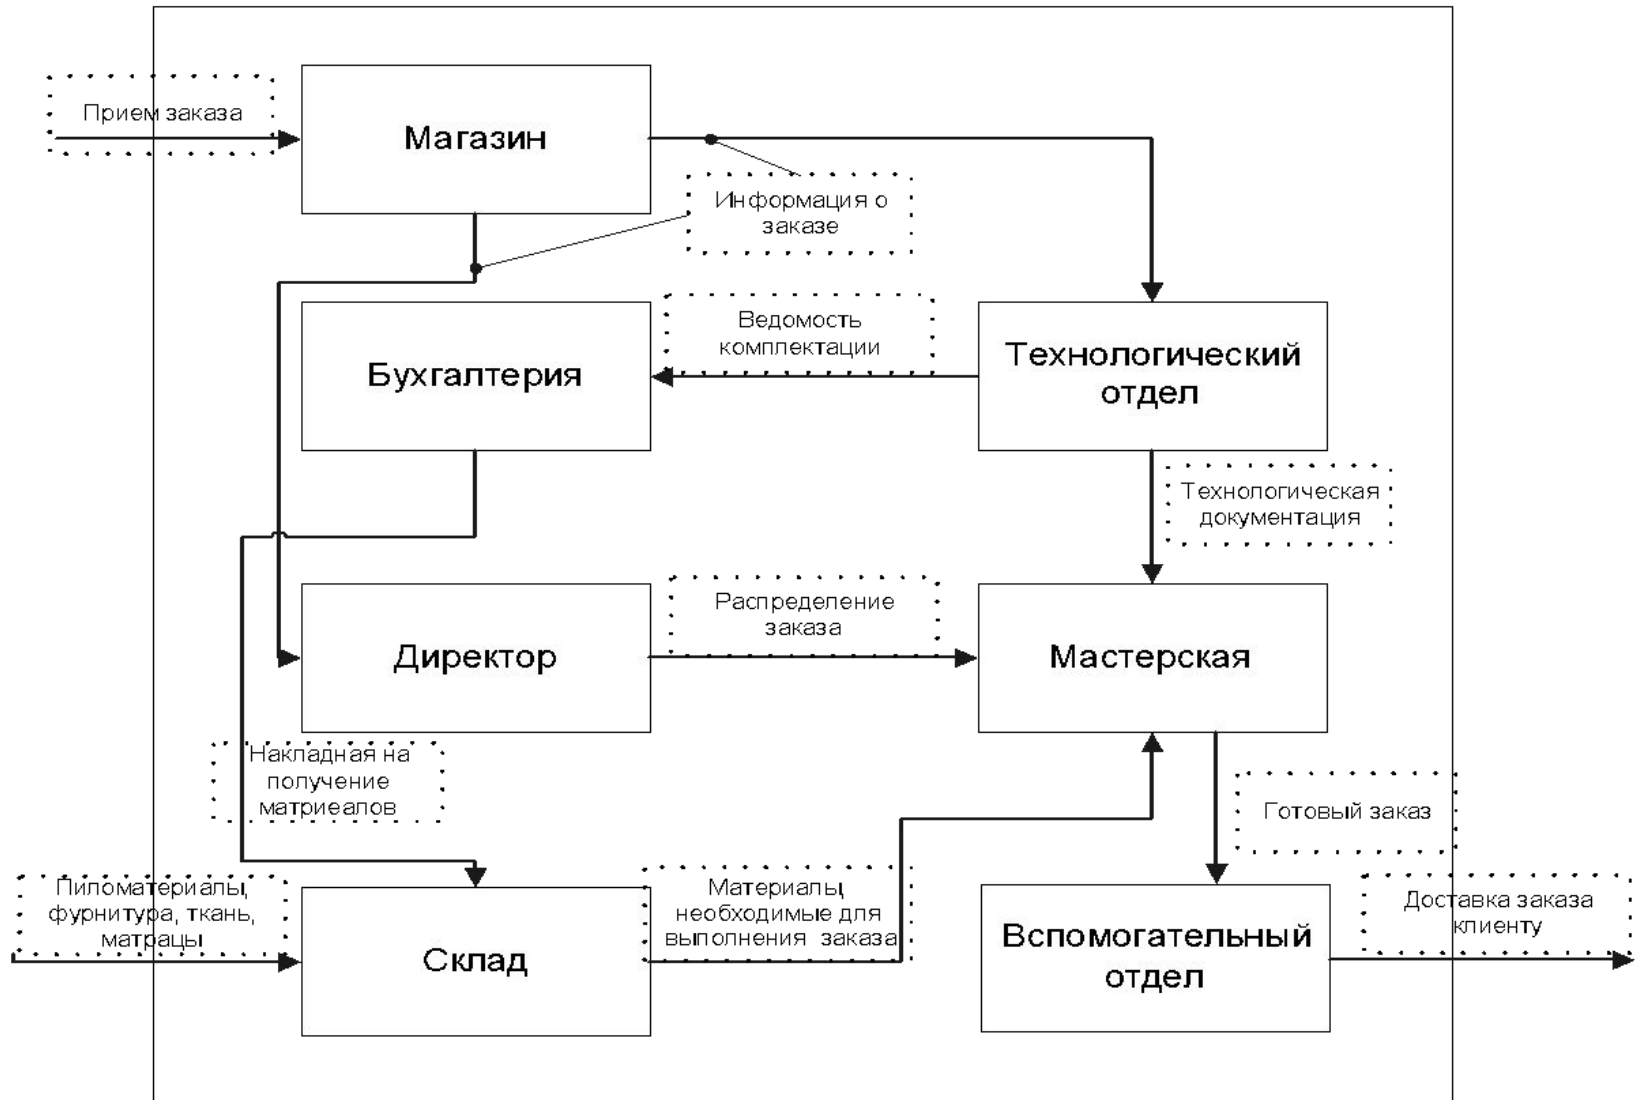 Прием заказа
Магазин
Информация о
заказе
Ведомость
комплектации
Бухгалтерия
Технологический
отдел
Технологическая
документация
Распределение
заказа
Директор
Мастерская
Накладная на
получение
матриеалов
Готовый заказ
Пиломатериалы,
фурнитура, ткань,
матрацы
Склад
Материалы,
необходимые для
выполнения заказа
Вспомогательный
отдел
Доставка заказа
клиенту